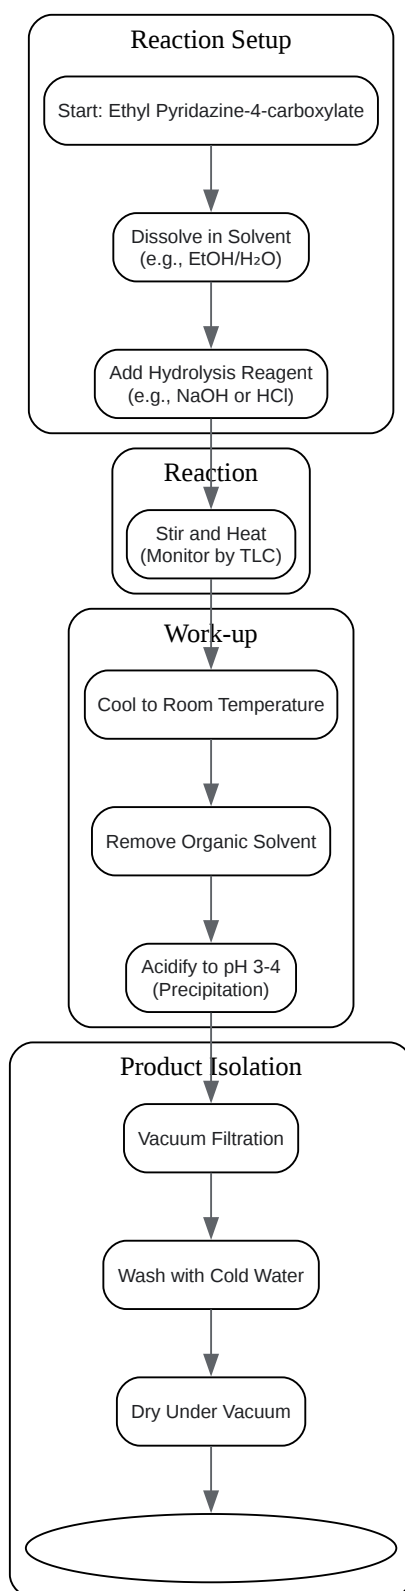 Reaction Setup
Start: Ethyl Pyridazine-4-carboxylate
Dissolve in Solvent
(e.g., EtOH/H₂O)
Add Hydrolysis Reagent
(e.g., NaOH or HCl)
Reaction
Stir and Heat
(Monitor by TLC)
Work-up
Cool to Room Temperature
Remove Organic Solvent
Acidify to pH 3-4
(Precipitation)
Product Isolation
Vacuum Filtration
Wash with Cold Water
Dry Under Vacuum